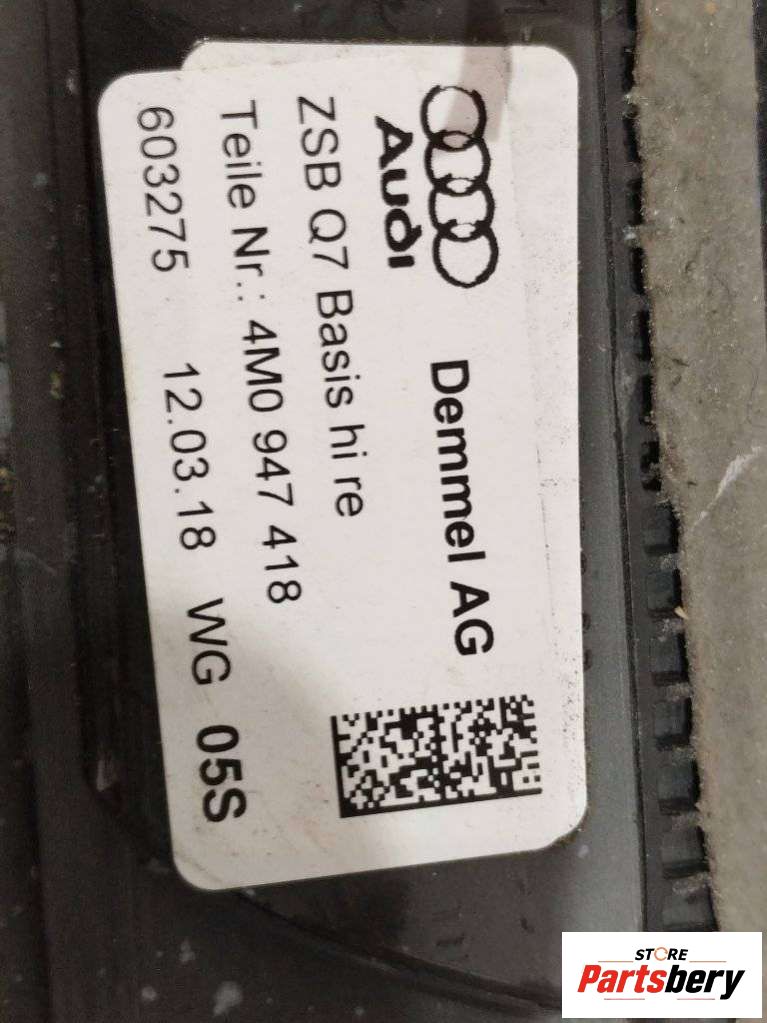 Audi Demmel AG
ZSB Q7 Basis hi re
Teile Nr.: 4M0 947 418
603275 12.03.18 WG 05S
STORE
Partsbery